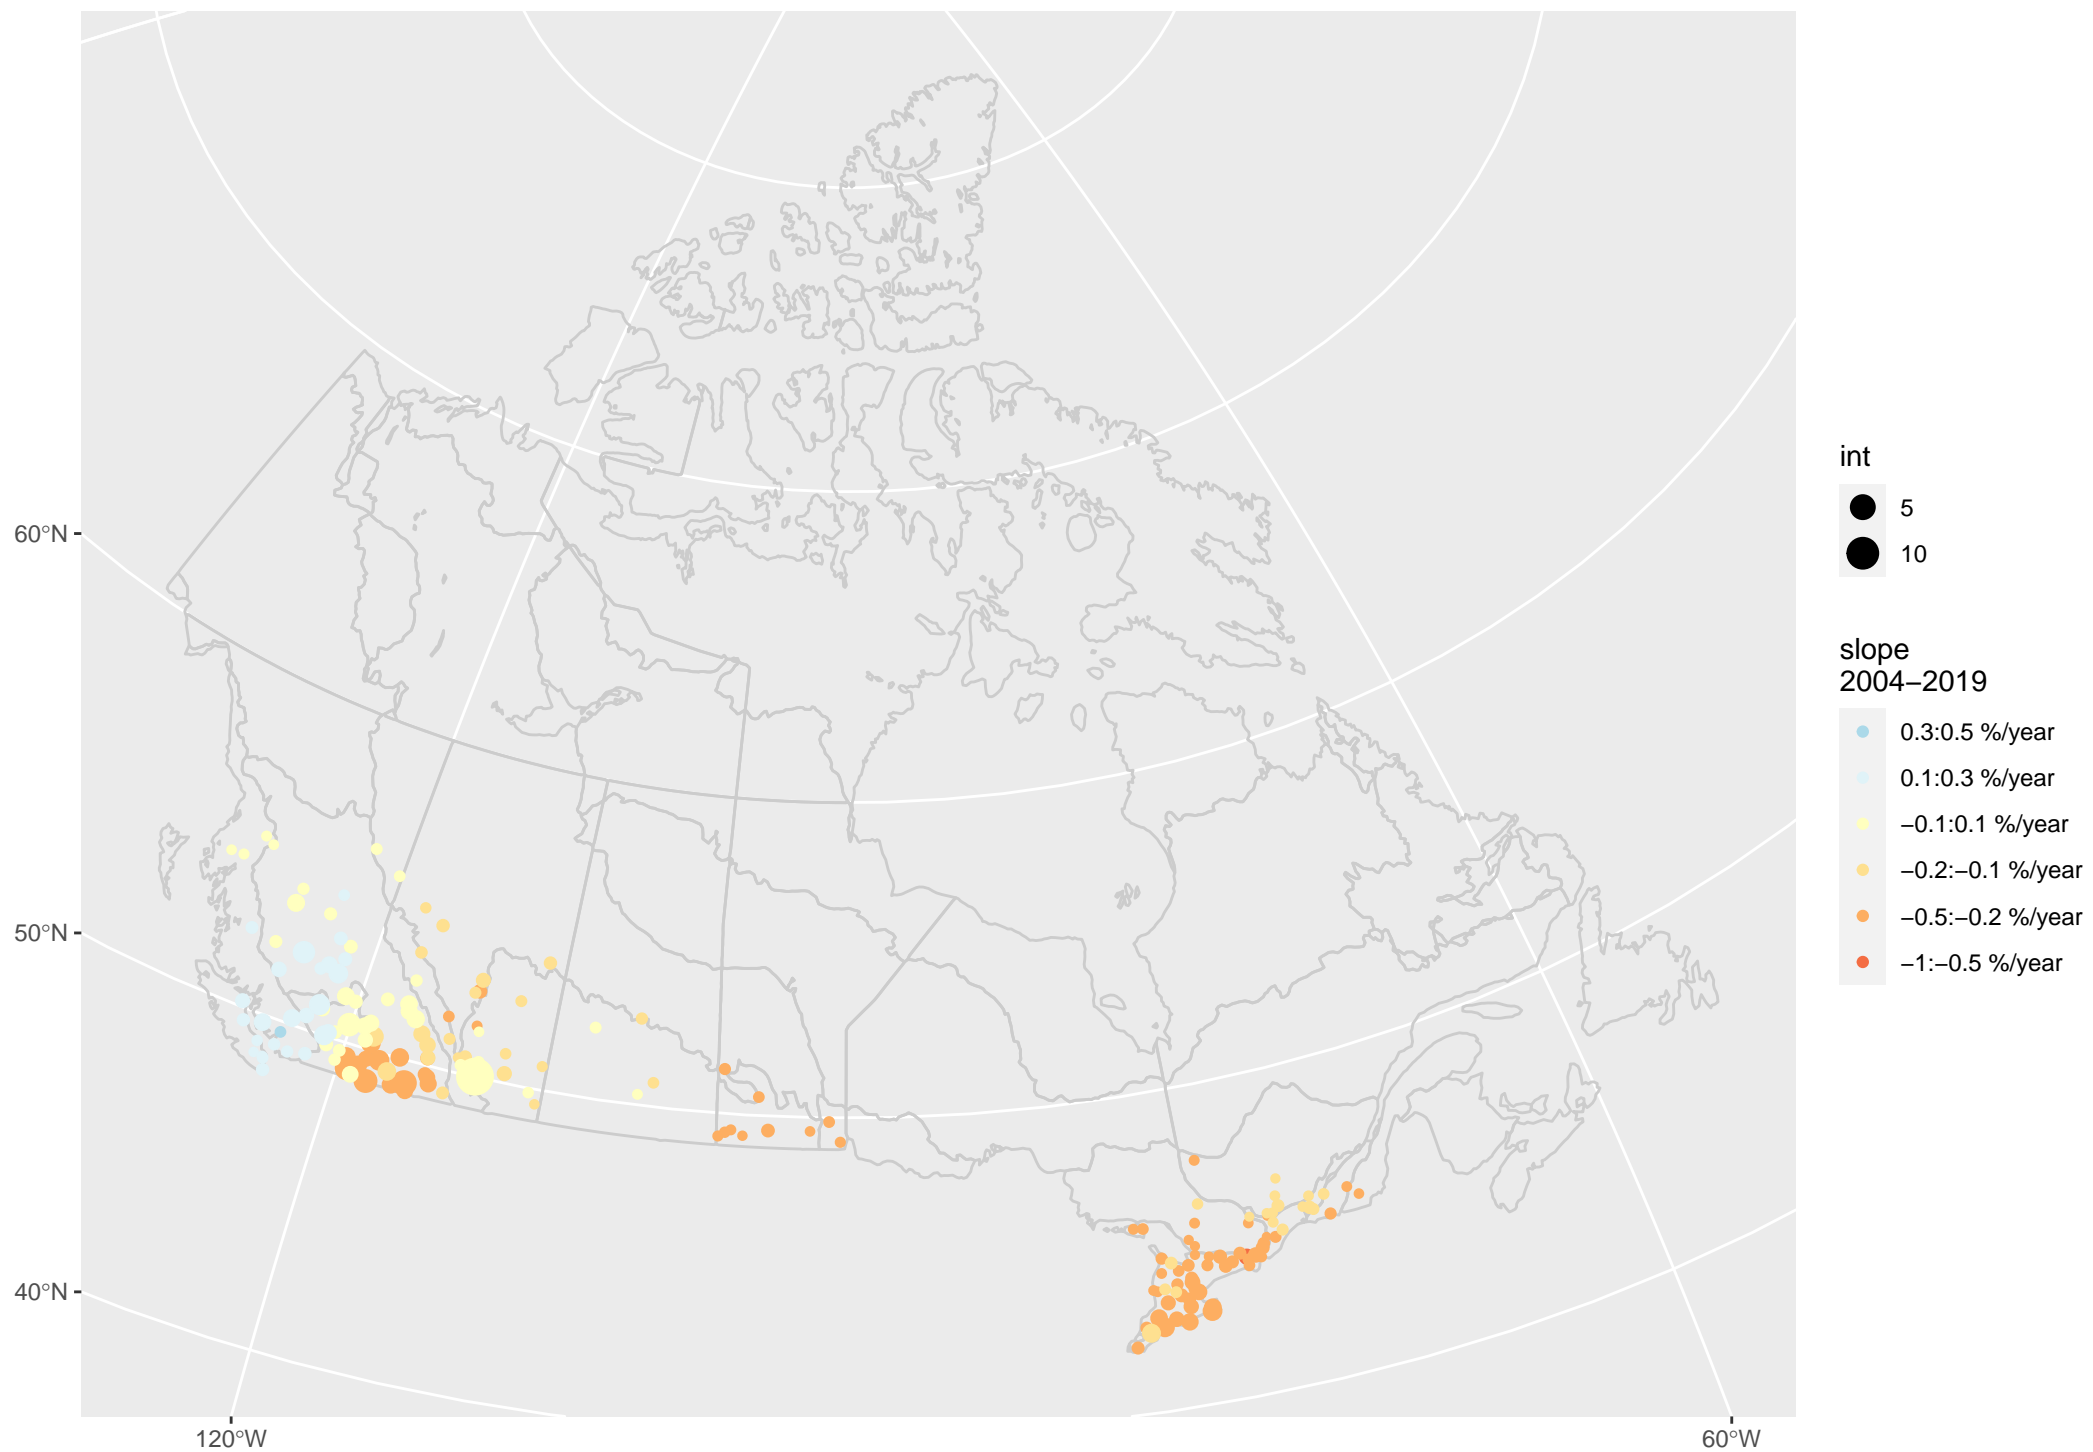 60°N
50°N
40°N
120°W
60°W
int
5
10
slope
2004−2019
0.3:0.5 %/year
0.1:0.3 %/year
−0.1:0.1 %/year
−0.2:−0.1 %/year
−0.5:−0.2 %/year
−1:−0.5 %/year